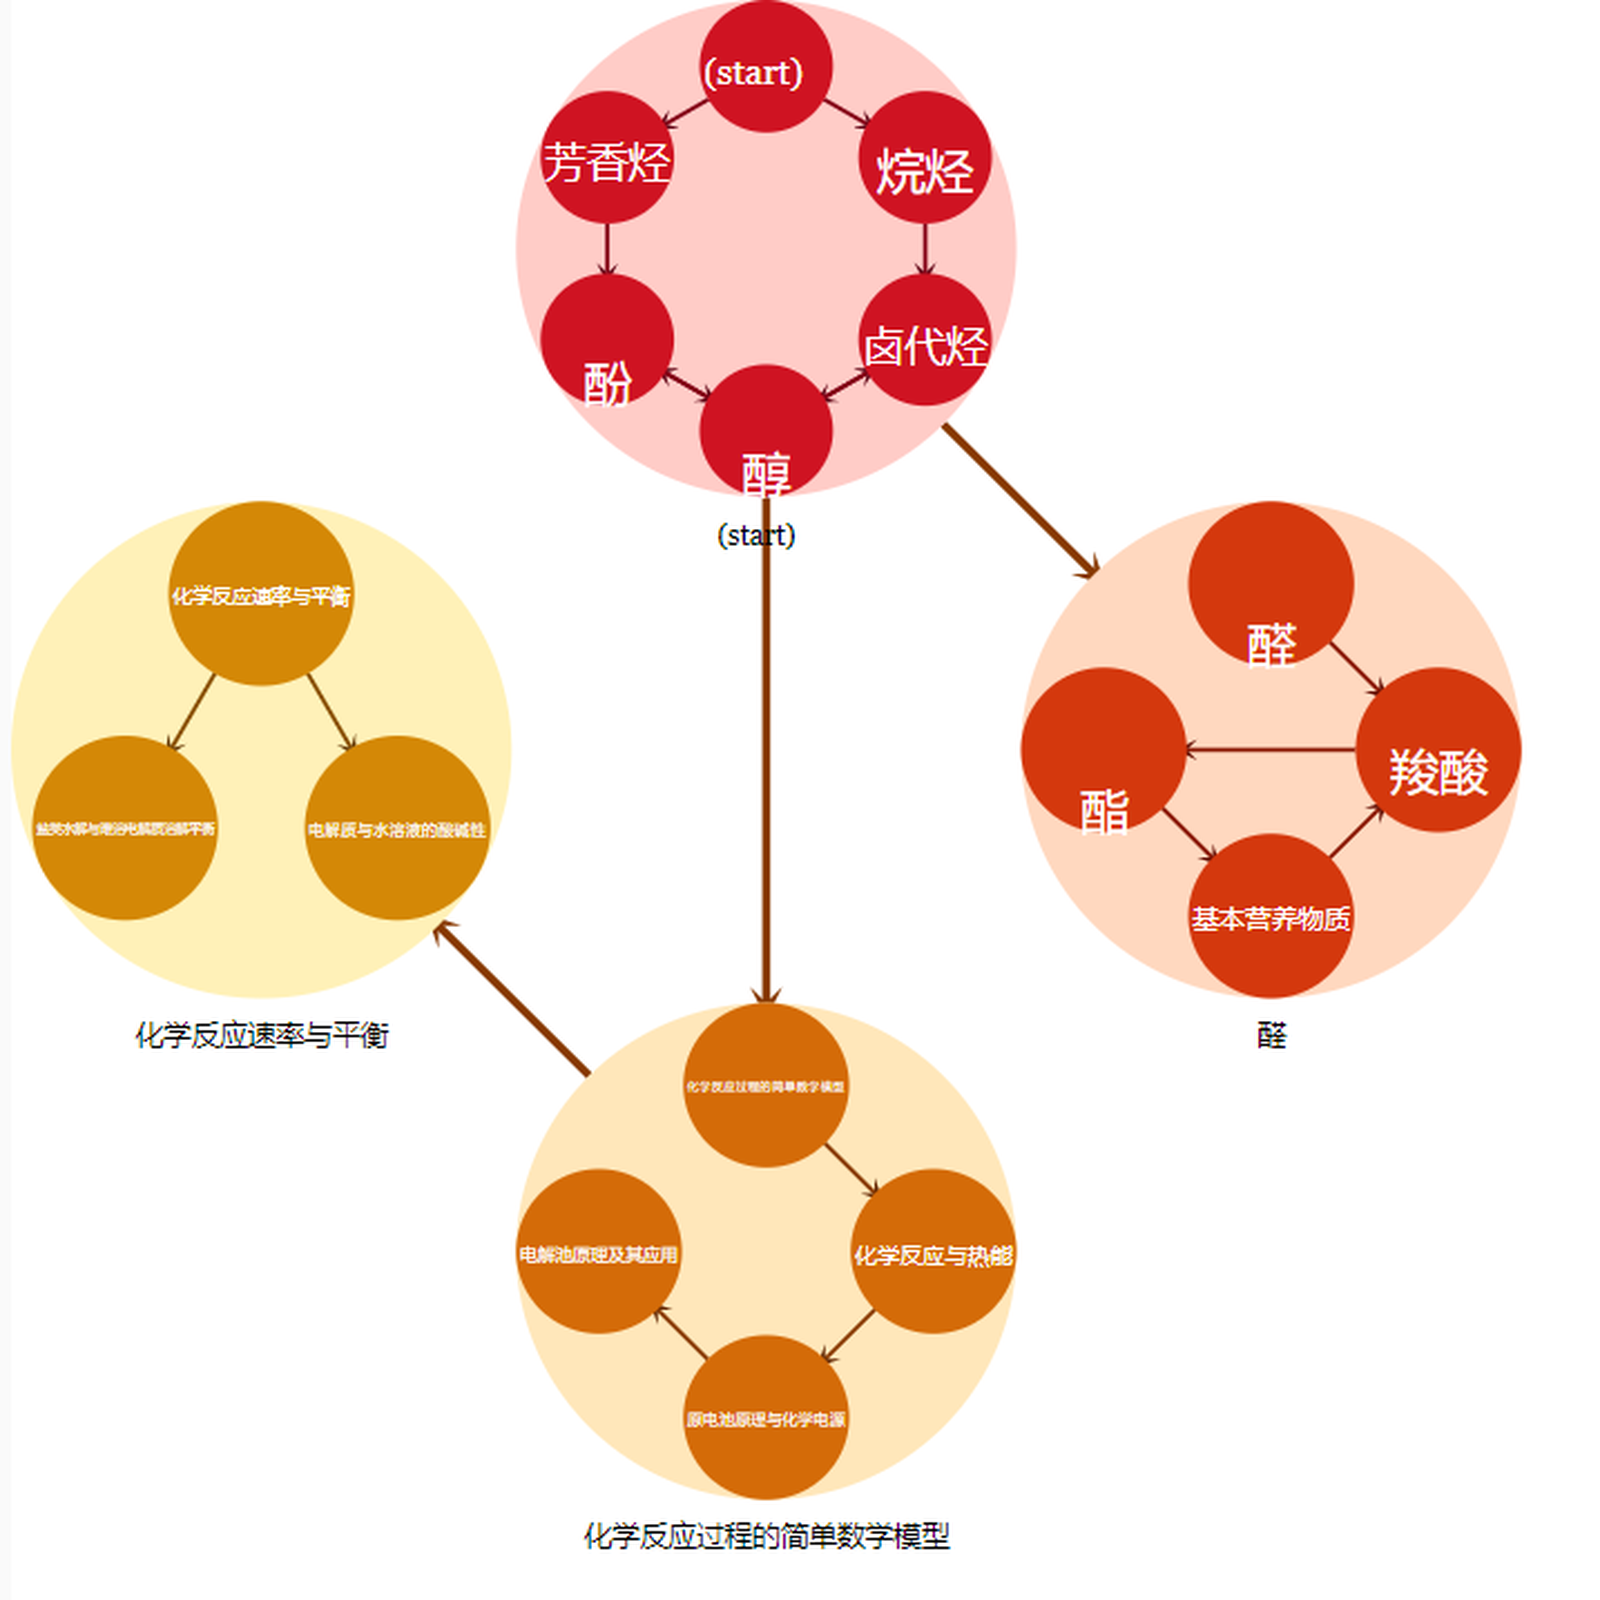 (start)
芳香烃
烷烃
酚
卤代烃
醇
(start)
化学反应速率与平衡
盐类水解与难溶电解质溶解平衡
电解质与水溶液的酸碱性
化学反应速率与平衡
醛
酯
羧酸
基本营养物质
醛
化学反应过程的简单数学模型
电解池原理及其应用
化学反应与热能
原电池原理与化学电源
化学反应过程的简单数学模型